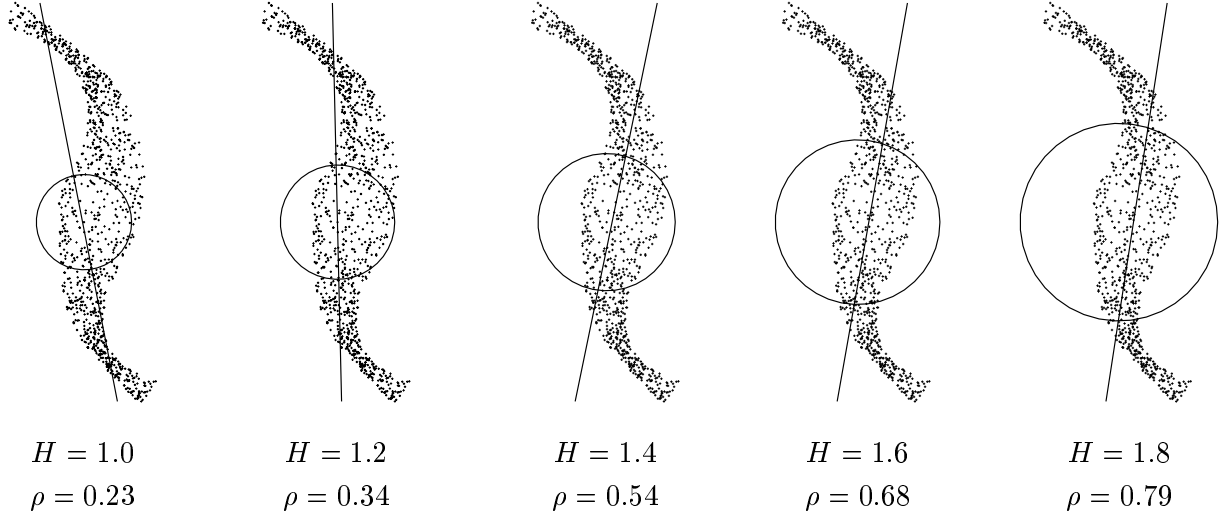 H = 1.0 H = 1.2 H = 1.4 H = 1.6 H = 1.8
ρ = 0.23 ρ = 0.34 ρ = 0.54 ρ = 0.68 ρ = 0.79